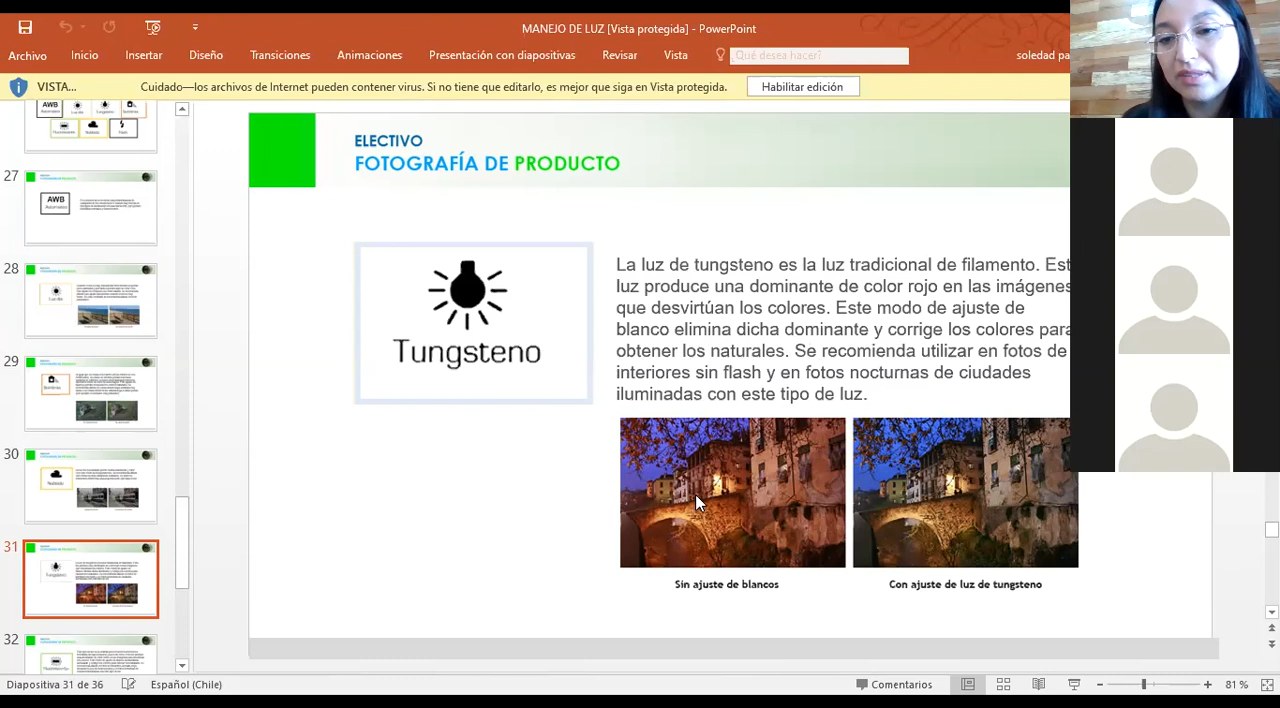 MANEJO DE LUZ [Vista protegida] - PowerPoint
Archivo Inicio Insertar Diseño Transiciones Animaciones Presentación con diapositivas Revisar Vista ¿Qué desea hacer? soledad pa
VISTA... Cuidado—los archivos de Internet pueden contener virus. Si no tiene que editarlo, es mejor que siga en Vista protegida. Habilitar edición
AWB
27
AWB
28
29
30
31
Tungsteno
32
ELECTIVO
FOTOGRAFÍA DE PRODUCTO
Tungsteno
La luz de tungsteno es la luz tradicional de filamento. Est
luz produce una dominante de color rojo en las imágenes
que desvirtúan los colores. Este modo de ajuste de
blanco elimina dicha dominante y corrige los colores para
obtener los naturales. Se recomienda utilizar en fotos de
interiores sin flash y en fotos nocturnas de ciudades
iluminadas con este tipo de luz.
Sin ajuste de blancos Con ajuste de luz de tungsteno
Diapositiva 31 de 36 Español (Chile) Comentarios 81 %